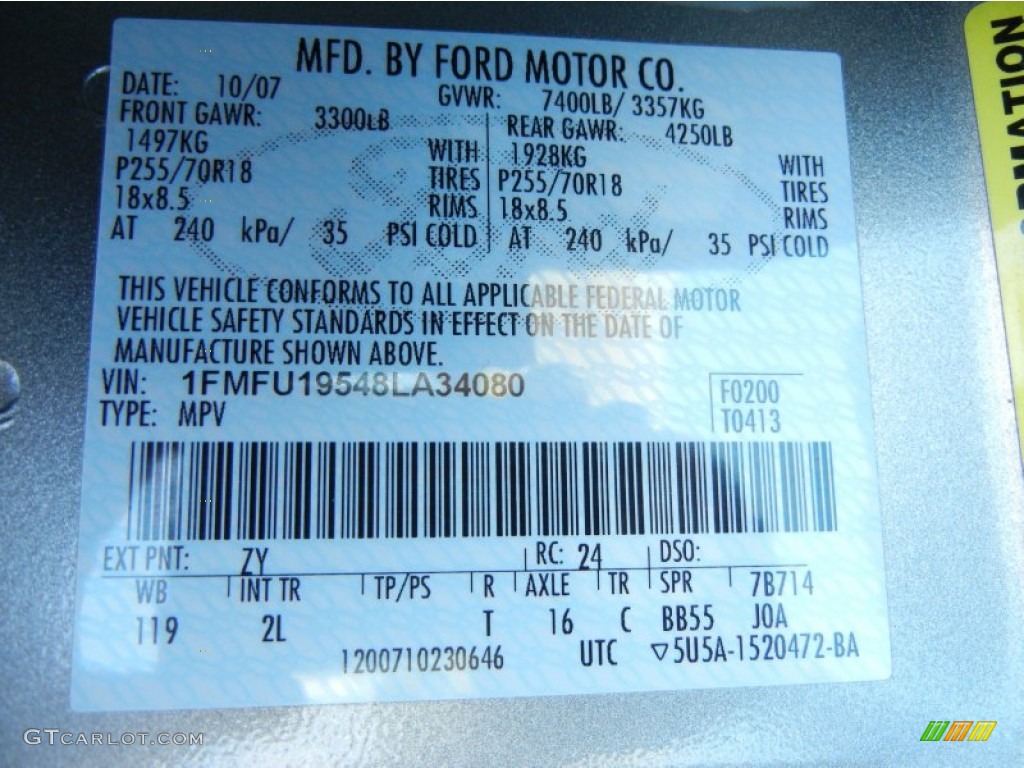 MFD. BY FORD MOTOR CO.
DATE: 10/07 GVWR: 7400LB/ 3357KG
FRONT GAWR: 3300LB REAR GAWR: 4250LB
1497KG WITH 1928KG WITH
P255/70R18 TIRES P255/70R18 TIRES
18x8.5 RIMS 18x8.5 RIMS
AT 240 kPa/ 35 PSI COLD AT 240 kPa/ 35 PSI COLD
THIS VEHICLE CONFORMS TO ALL APPLICABLE FEDERAL MOTOR
VEHICLE SAFETY STANDARDS IN EFFECT ON THE DATE OF
MANUFACTURE SHOWN ABOVE.
VIN: 1FMFU19548LA34080 F0200
TYPE: MPV T0413
EXT PNT: ZY RC: 24 DSO:
WB INT TR TP/PS R AXLE TR SPR 7B714
119 2L T 16 C BB55 JOA
1200710230646 UTC ▽5U5A-1520472-BA
GTCARLOT.COM